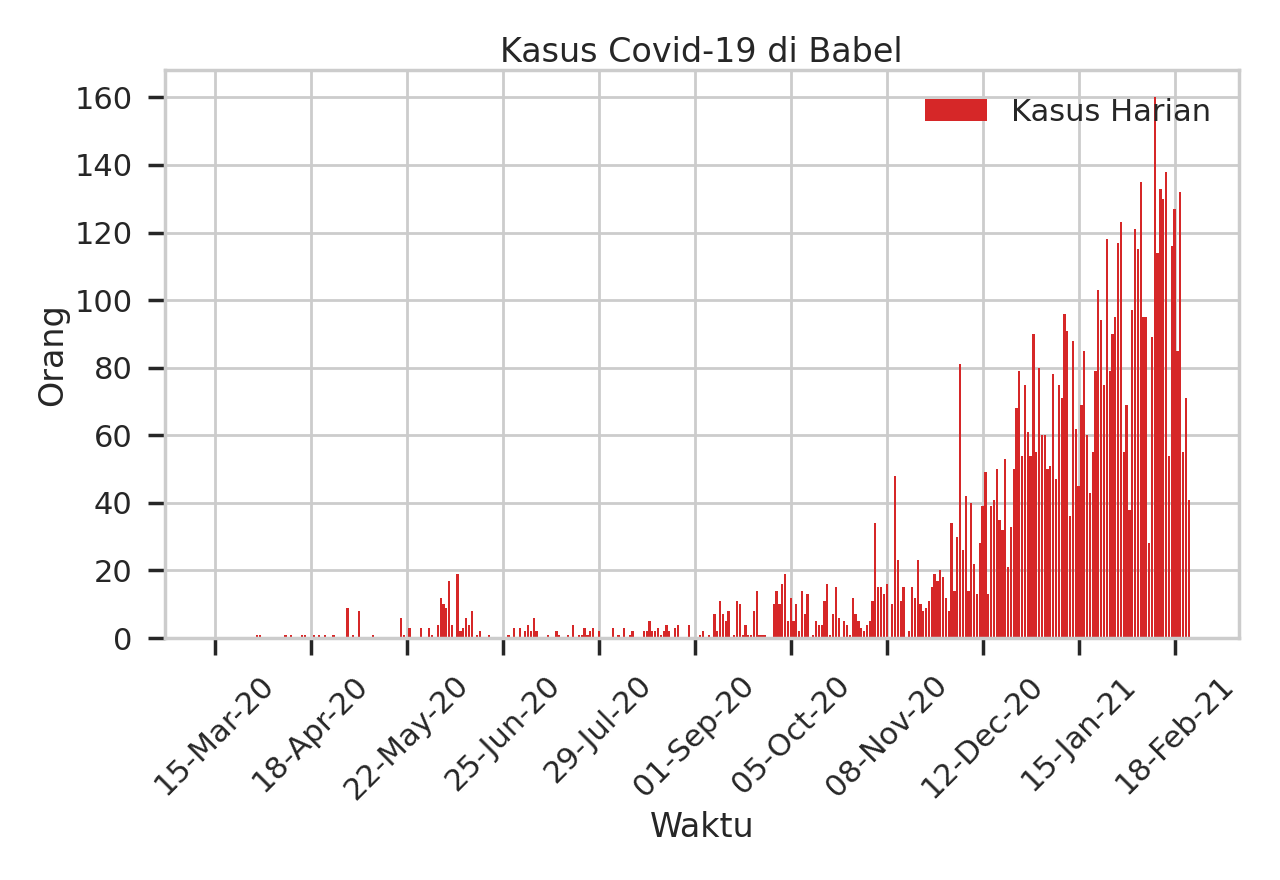 Kasus Covid-19 di Babel
Kasus Harian
160
140
120
100
80
60
40
20
0
Orang
15-Mar-20
18-Apr-20
22-May-20
25-Jun-20
29-Jul-20
01-Sep-20
05-Oct-20
08-Nov-20
12-Dec-20
15-Jan-21
18-Feb-21
Waktu